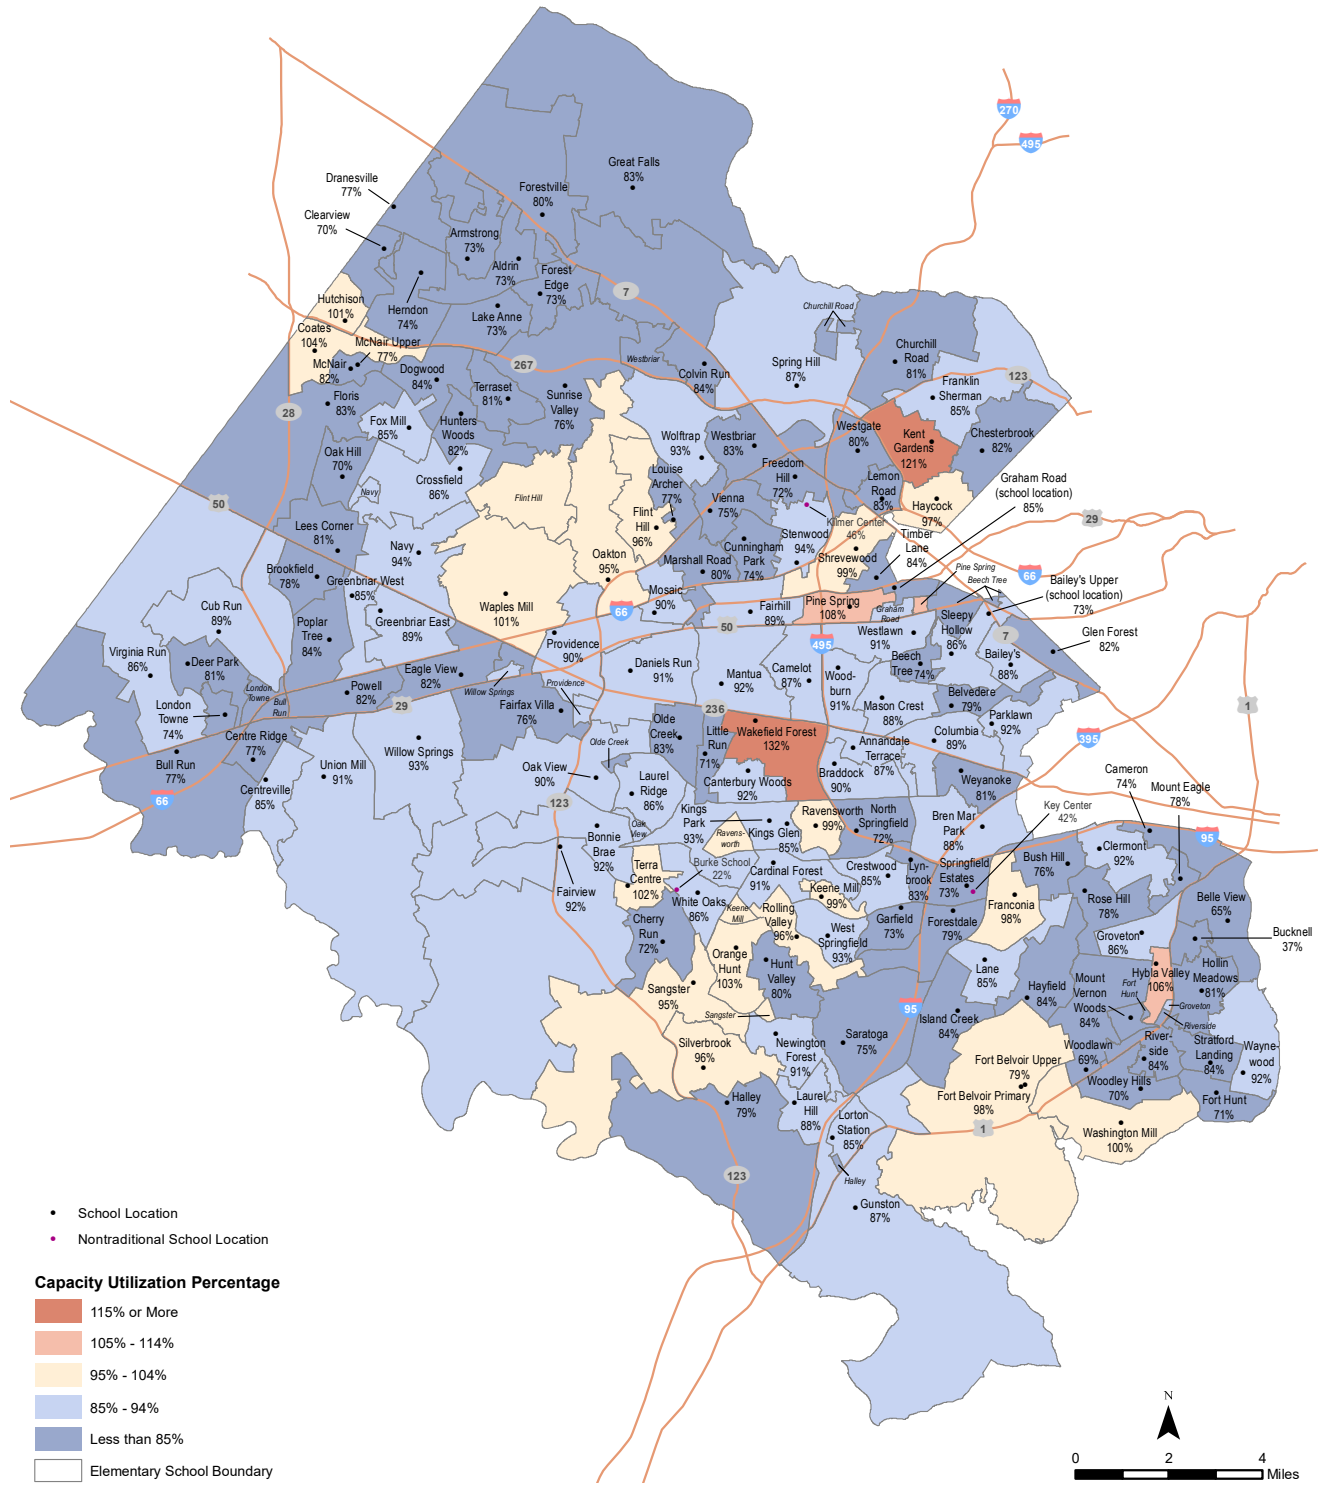 270
495
Great Falls
83%
Dranesville
77%
Forestville
80%
Clearview
70%
Armstrong
73%
Aldrin
73%
Forest
Edge
73%
7
Hutchison
101%
Herndon
74%
Lake Anne
73%
Churchill Road
Coates
104%
McNair Upper
77%
McNair
82%
267
Westbriar
Colvin Run
84%
Spring Hill
87%
Churchill
Road
81%
Dogwood
84%
Terraset
81%
Sunrise
Valley
76%
Franklin
Sherman
85%
123
Floris
83%
28
Fox Mill
85%
Hunters
Woods
82%
Wolftrap
93%
Westbriar
83%
Westgate
80%
Kent
Gardens
121%
Chesterbrook
82%
Oak Hill
70%
Crossfield
86%
Louise
Archer
77%
Freedom
Hill
72%
Lemon
Road
83%
Graham Road
(school location)
85%
Navy
Flint Hill
Vienna
75%
Haycock
97%
50
Flint
Hill
96%
Kilmer Center
46%
29
Lees Corner
81%
Navy
94%
Stenwood
94%
Timber
Lane
84%
Oakton
95%
Marshall Road
80%
Cunningham
Park
74%
Shrevewood
99%
Pine Spring
Beech Tree
66
Bailey's Upper
(school location)
73%
Brookfield
78%
Greenbriar West
85%
Waples Mill
101%
Mosaic
90%
66
Fairhill
89%
Pine Spring
108%
Graham
Road
Cub Run
89%
Greenbriar East
89%
Poplar
Tree
84%
50
Sleepy
Hollow
86%
7
Glen Forest
82%
Providence
90%
495
Westlawn
91%
Bailey's
88%
Virginia Run
86%
Deer Park
81%
Eagle View
82%
Daniels Run
91%
Mantua
92%
Camelot
87%
Wood-
burn
91%
Beech
Tree
74%
London
Towne
Bull
Run
Powell
82%
Willow Springs
Providence
Belvedere
79%
London
Towne
74%
29
Fairfax Villa
76%
236
Mason Crest
88%
Parklawn
92%
1
Centre Ridge
77%
Olde
Creek
83%
Little
Run
71%
Wakefield Forest
132%
Columbia
89%
395
Bull Run
77%
Willow Springs
93%
Olde Creek
Annandale
Terrace
87%
Union Mill
91%
Oak View
90%
Laurel
Ridge
86%
Canterbury Woods
92%
Braddock
90%
Weyanoke
81%
Cameron
74%
Mount Eagle
78%
66
Centreville
85%
123
Kings
Park
93%
Ravensworth
99%
North
Springfield
72%
Key Center
42%
Bonnie
Brae
92%
Oak
View
Ravens-
worth
Kings Glen
85%
Bren Mar
Park
88%
95
Clermont
92%
Terra
Centre
102%
Burke School
22%
Cardinal Forest
91%
Crestwood
85%
Lyn-
brook
83%
Springfield
Estates
73%
Bush Hill
76%
Fairview
92%
White Oaks
86%
Keene Mill
99%
Franconia
98%
Rose Hill
78%
Belle View
65%
Cherry
Run
72%
Keene
Mill
Rolling
Valley
96%
Garfield
73%
Forestdale
79%
West
Springfield
93%
Groveton
86%
Bucknell
37%
Orange
Hunt
103%
Hunt
Valley
80%
Lane
85%
Hybla Valley
106%
Hollin
Meadows
81%
Sangster
95%
Hayfield
84%
Mount
Vernon
Woods
84%
Fort
Hunt
95
Groveton
Sangster
Island Creek
84%
Riverside
Silverbrook
96%
Newington
Forest
91%
Saratoga
75%
River-
side
84%
Stratford
Landing
84%
Wayne-
wood
92%
Fort Belvoir Upper
79%
Woodlawn
69%
Halley
79%
Laurel
Hill
88%
Fort Belvoir Primary
98%
Woodley Hills
70%
Fort Hunt
71%
Lorton
Station
85%
1
Washington Mill
100%
123
Halley
Gunston
87%
School Location
Nontraditional School Location
Capacity Utilization Percentage
115% or More
105% - 114%
95% - 104%
85% - 94%
Less than 85%
Elementary School Boundary
N
0 2 4
Miles